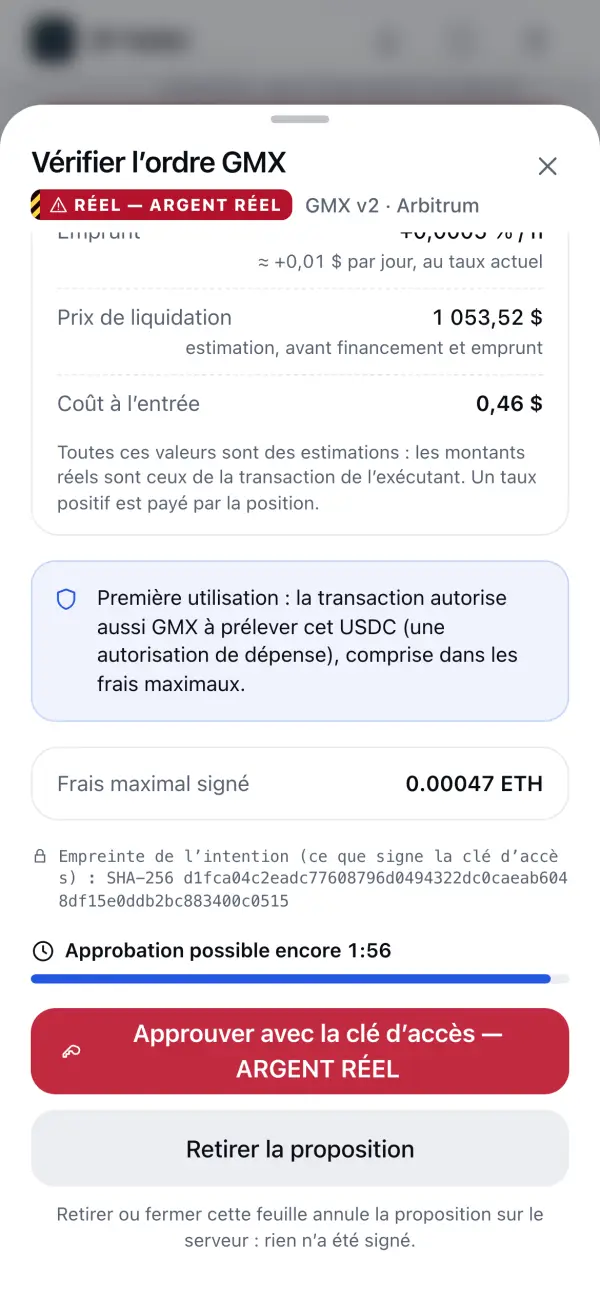 Vérifier l’ordre GMX
RÉEL — ARGENT RÉEL GMX v2 · Arbitrum
Emprunt +0,0005 % / h
≈ +0,01 $ par jour, au taux actuel
Prix de liquidation 1 053,52 $
estimation, avant financement et emprunt
Coût à l’entrée 0,46 $
Toutes ces valeurs sont des estimations : les montants
réels sont ceux de la transaction de l’exécutant. Un taux
positif est payé par la position.
Première utilisation : la transaction autorise
aussi GMX à prélever cet USDC (une
autorisation de dépense), comprise dans les
frais maximaux.
Frais maximal signé 0.00047 ETH
Empreinte de l’intention (ce que signe la clé d’accè
s) : SHA-256 d1fca04c2eadc77608796d0494322dc0caeab604
8df15e0ddb2bc883400c0515
Approbation possible encore 1:56
Approuver avec la clé d’accès —
ARGENT RÉEL
Retirer la proposition
Retirer ou fermer cette feuille annule la proposition sur le
serveur : rien n’a été signé.